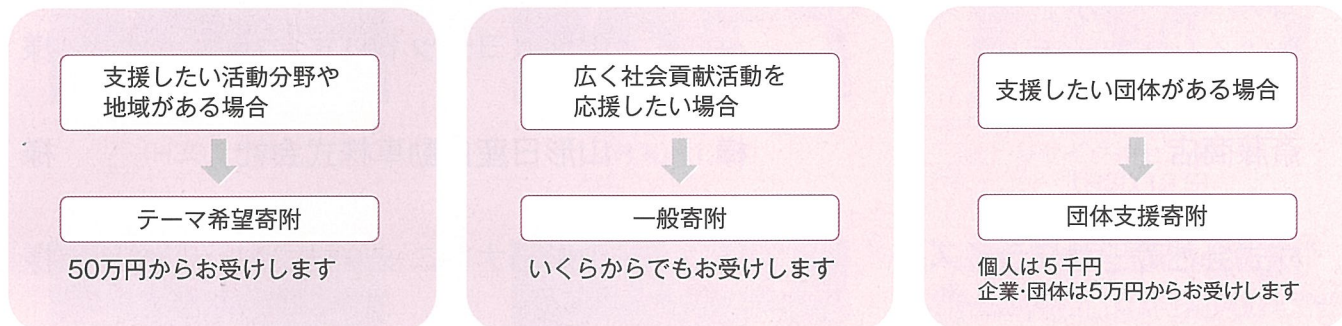 支援したい活動分野や
地域がある場合
テーマ希望寄附
50万円からお受けします
広く社会貢献活動を
応援したい場合
一般寄附
いくらからでもお受けします
支援したい団体がある場合
団体支援寄附
個人は5千円
企業・団体は5万円からお受けします